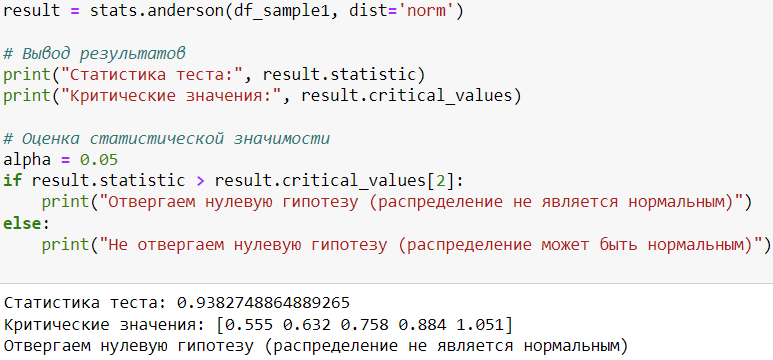 result = stats.anderson(df_sample1, dist='norm')
# Вывод результатов
print("Статистика теста:", result.statistic)
print("Критические значения:", result.critical_values)
# Оценка статистической значимости
alpha = 0.05
if result.statistic > result.critical_values[2]:
    print("Отвергаем нулевую гипотезу (распределение не является нормальным)")
else:
    print("Не отвергаем нулевую гипотезу (распределение может быть нормальным)")
Статистика теста: 0.9382748864889265
Критические значения: [0.555 0.632 0.758 0.884 1.051]
Отвергаем нулевую гипотезу (распределение не является нормальным)